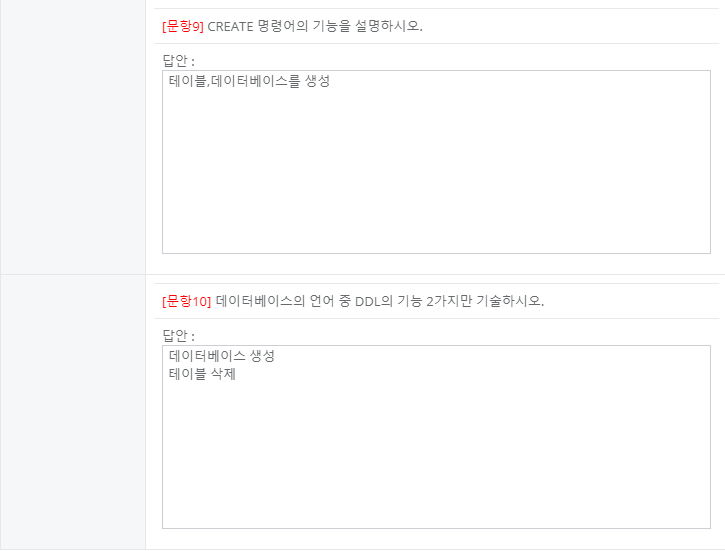 [문항9] CREATE 명령어의 기능을 설명하시오.
답안 :
테이블,데이터베이스를 생성
[문항10] 데이터베이스의 언어 중 DDL의 기능 2가지만 기술하시오.
답안 :
데이터베이스 생성
테이블 삭제